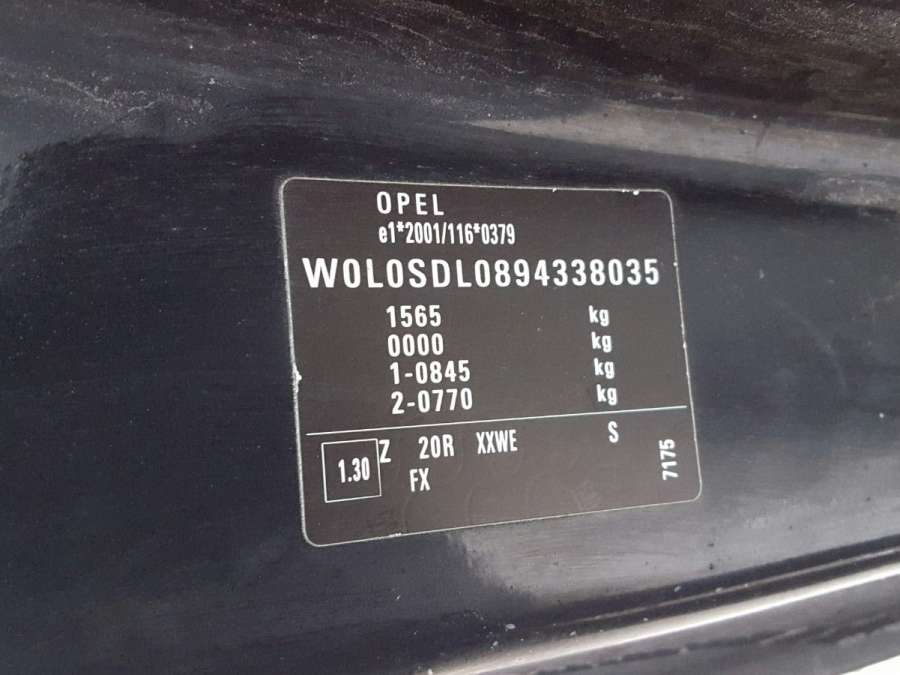 OPEL
e1*2001/116*0379
W0L0SDL0894338035
1565 kg
0000 kg
1-0845 kg
2-0770 kg
1.30 Z 20R XXWE S
FX
7175